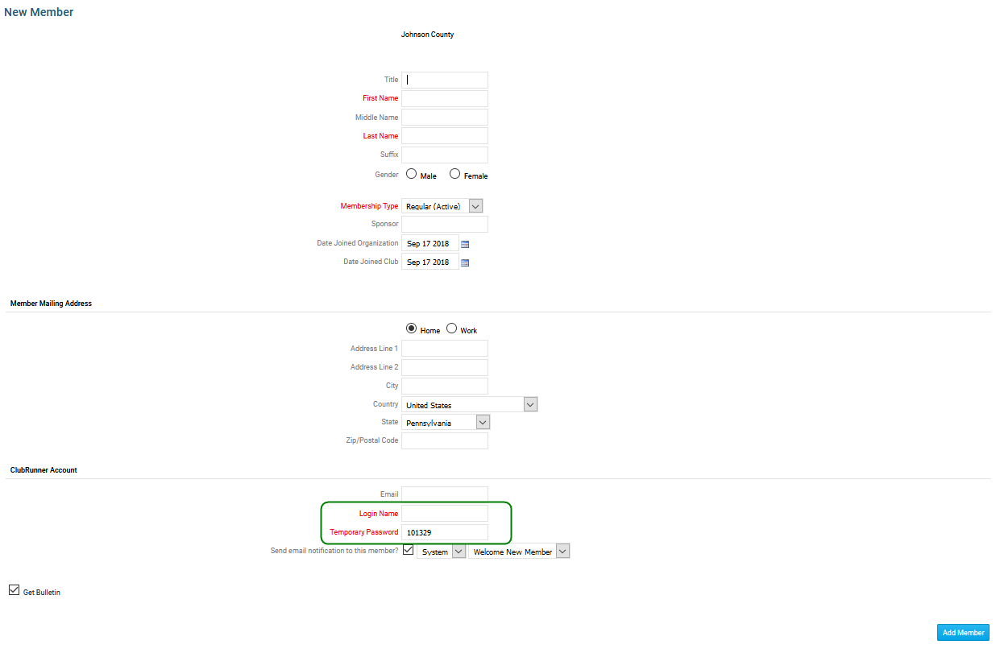 New Member
Johnson County
Title
First Name
Middle Name
Last Name
Suffix
Gender Male Female
Membership Type Regular (Active)
Sponsor
Date Joined Organization Sep 17 2018
Date Joined Club Sep 17 2018
Member Mailing Address
Home Work
Address Line 1
Address Line 2
City
Country United States
State Pennsylvania
Zip/Postal Code
ClubRunner Account
Email
Login Name
Temporary Password 101329
Send email notification to this member? System Welcome New Member
Get Bulletin
Add Member